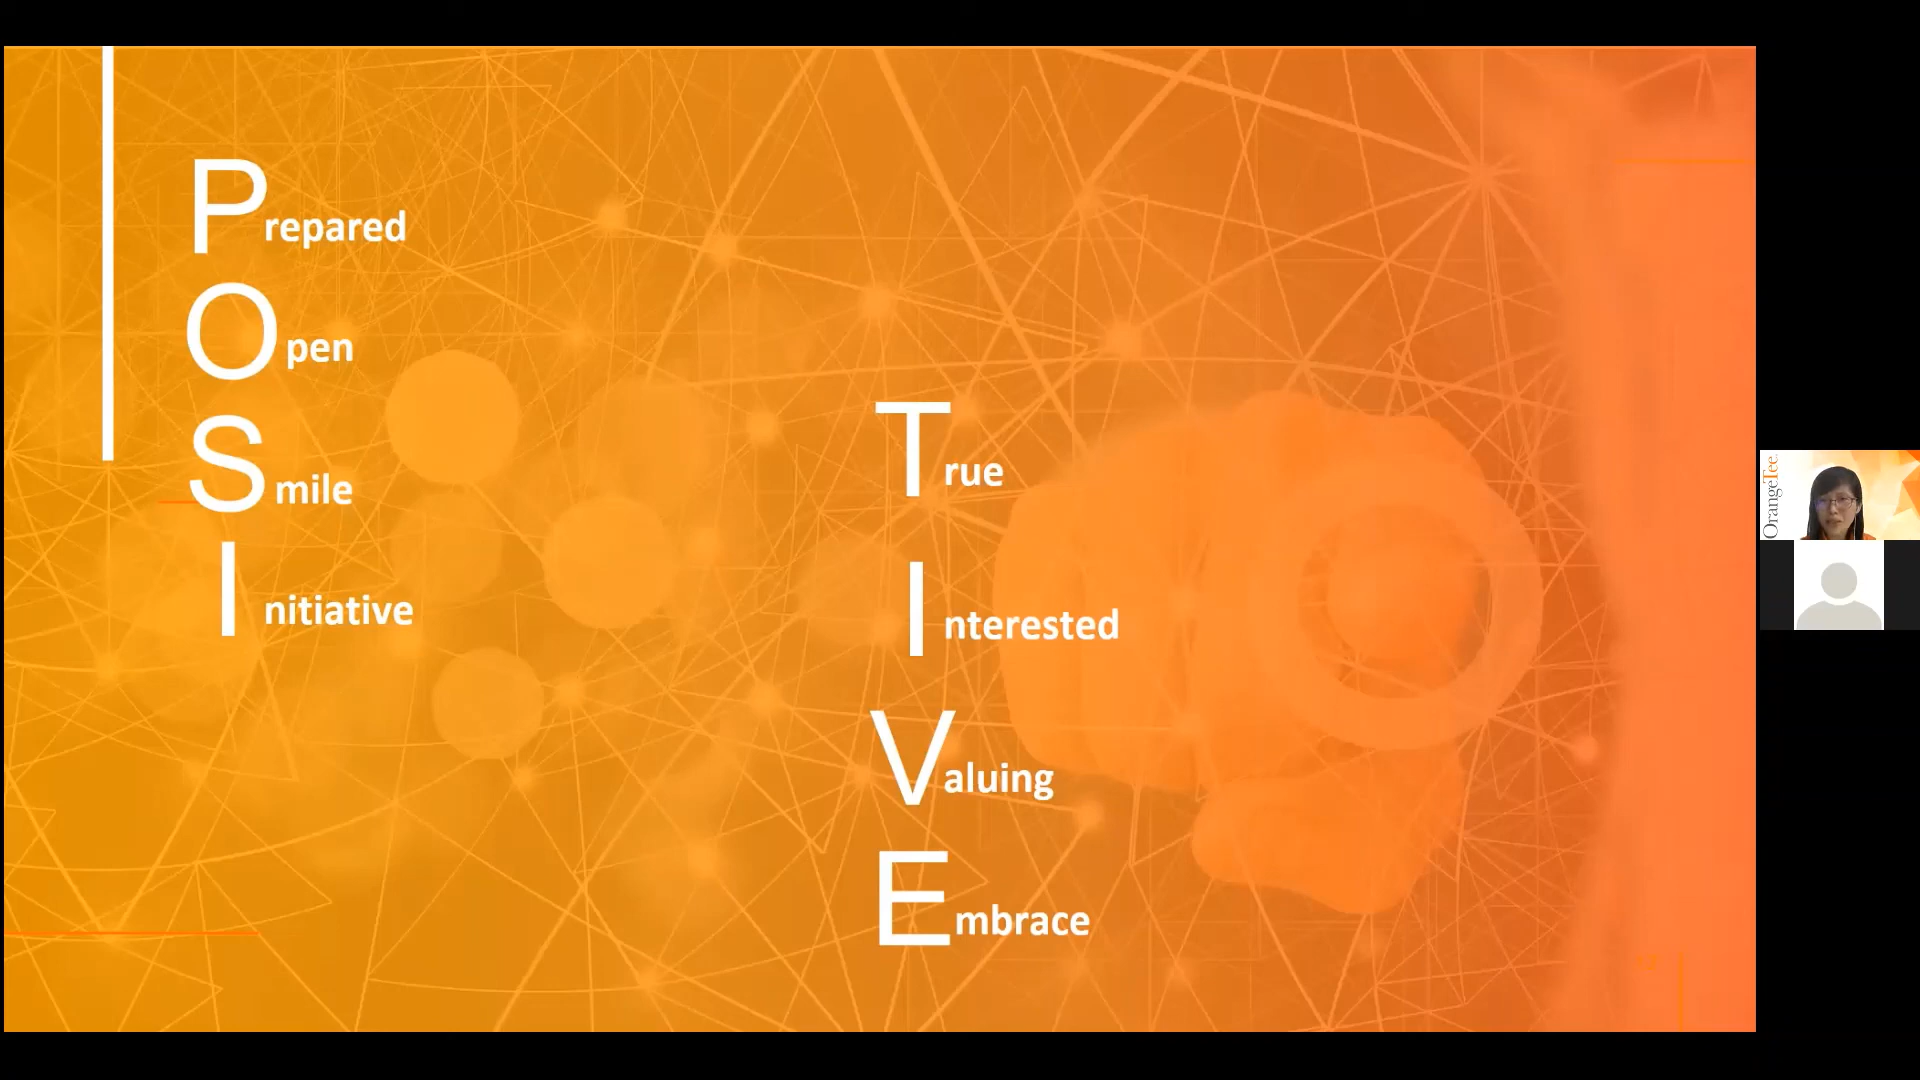 Prepared
Open
Smile
Initiative
True
Interested
Valuing
Embrace
OrangeTee